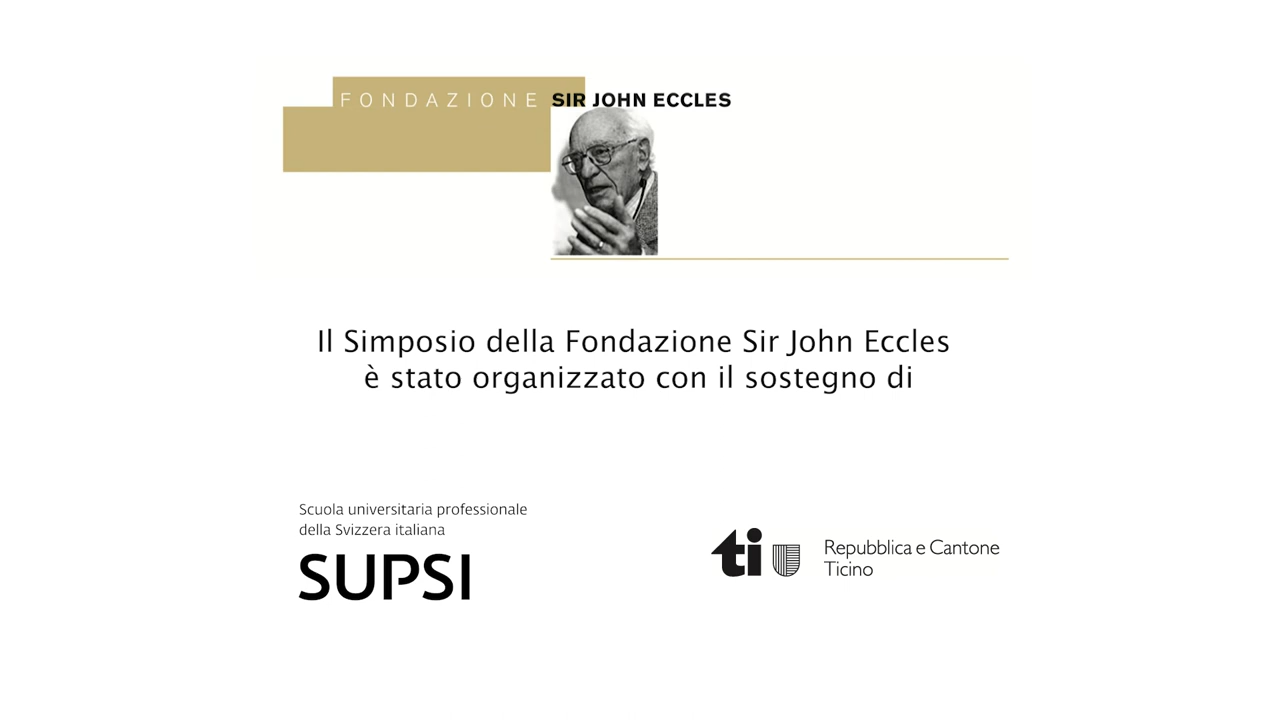 FONDAZIONE SIR JOHN ECCLES
Il Simposio della Fondazione Sir John Eccles
è stato organizzato con il sostegno di
Scuola universitaria professionale
della Svizzera italiana
SUPSI
ti
Repubblica e Cantone
Ticino